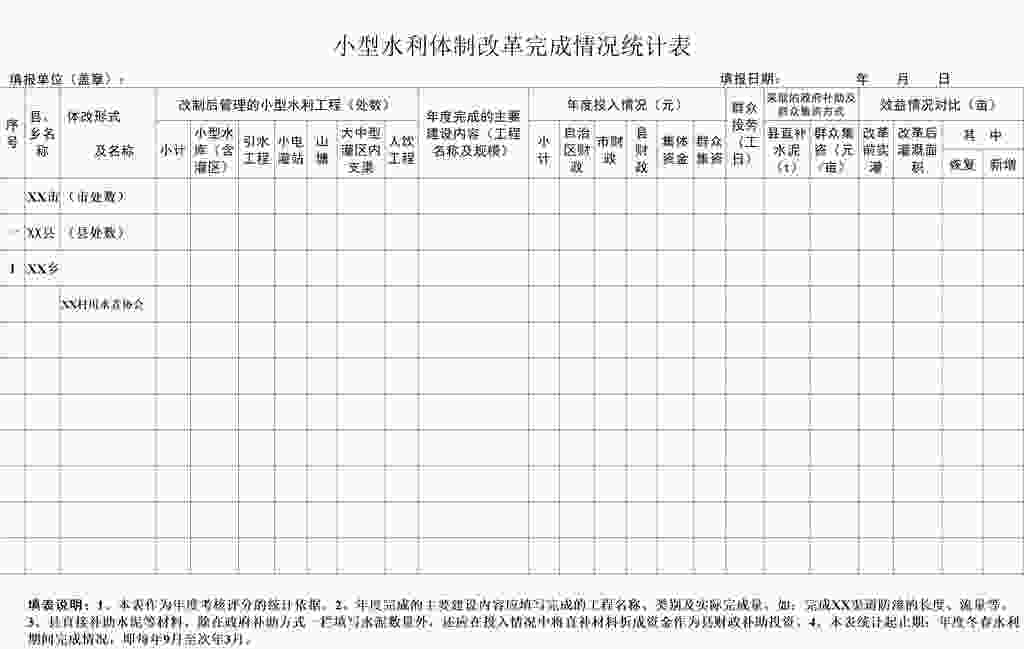 小型水利体制改革完成情况统计表
填报单位（盖章）： 填报日期： 年 月 日
序号 县、乡名称 体改形式及名称 改制后管理的小型水利工程（处数） 年度完成的主要建设内容（工程名称及规模） 年度投入情况（元） 群众投劳（工日） 采取的政府补助及群众集资方式 效益情况对比（亩）
小计 小型水库（含灌区） 引水工程 小电灌站 山塘 大中型灌区内支渠 人饮工程 小计 自治区财政 市财政 县财政 集体资金 群众集资 县直补水泥（t） 群众集资（元/亩） 改革前实灌 改革后灌溉面积 其 中
恢复 新增
XX市 （市处数）
一 XX县 （县处数）
1 XX乡
XX村用水者协会
填表说明：1、本表作为年度考核评分的统计依据。2、年度完成的主要建设内容应填写完成的工程名称、类别及实际完成量。如：完成XX渠道防渗的长度、流量等。
3、县直接补助水泥等材料，除在政府补助方式一栏填写水泥数量外，还应在投入情况中将直补材料折成资金作为县财政补助投资。4、本表统计起止期：年度冬春水利
期间完成情况，即每年9月至次年3月。